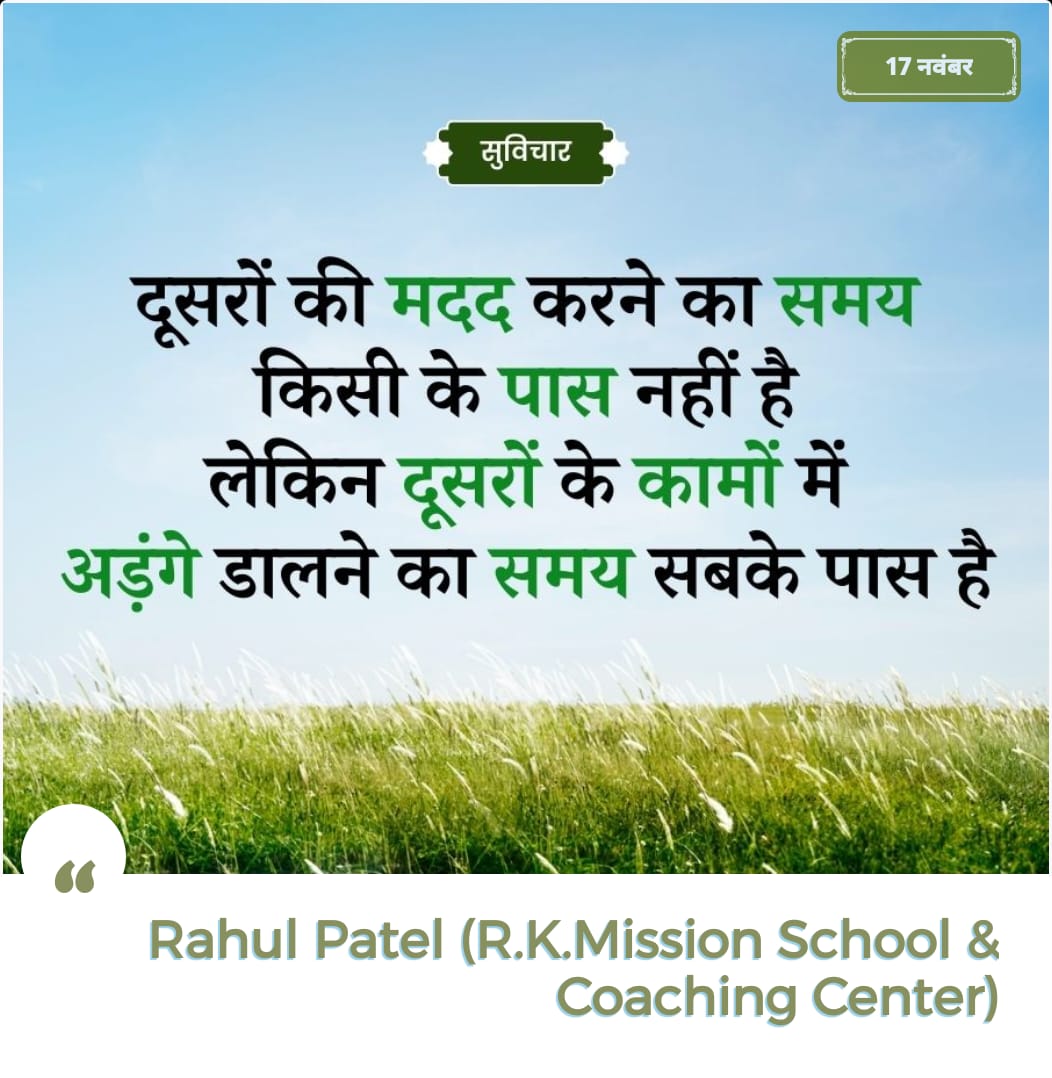 17 नवंबर
सुविचार
दूसरों की मदद करने का समय
किसी के पास नहीं है
लेकिन दूसरों के कामों में
अड़ंगे डालने का समय सबके पास है
“
Rahul Patel (R.K.Mission School &
Coaching Center)